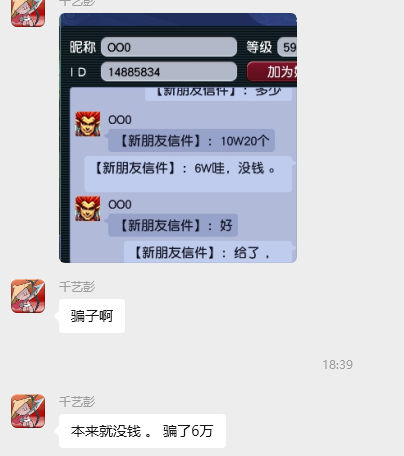 千艺彭
昵称 OO0 等级 59
ID 14885834 加为好
【新朋友信件】：多少
OO0
【新朋友信件】：10W20个
【新朋友信件】：6W哇，没钱 。
OO0
【新朋友信件】：好
【新朋友信件】：给了，
千艺彭
骗子啊
18:39
千艺彭
本来就没钱 。 骗了6万